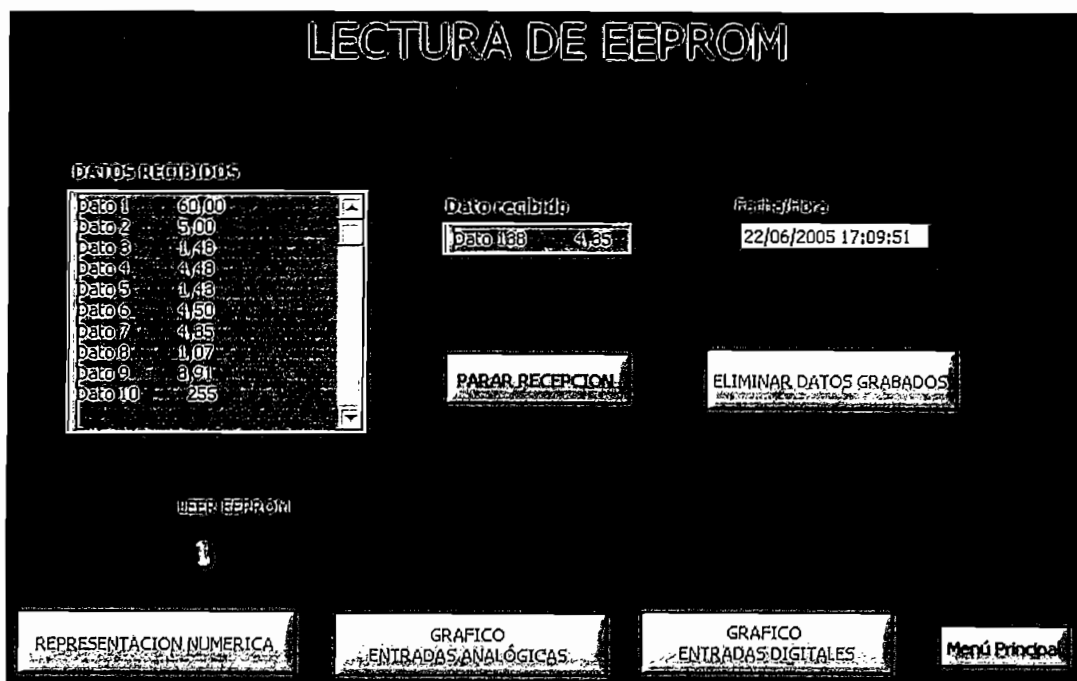 LECTURA DE EEPROM
DATOS RECIBIDOS
Dato 1 60,00
Dato 2 5,00
Dato 3 1,48
Dato 4 4,48
Dato 5 1,48
Dato 6 4,50
Dato 7 4,85
Dato 8 1,07
Dato 9 8,91
Dato 10 255
Dato recibido
Dato 188 4,85
Fecha/Hora
22/06/2005 17:09:51
PARAR RECEPCION
ELIMINAR DATOS GRABADOS
LEER EEPROM
1
REPRESENTACION NUMERICA
GRAFICO
ENTRADAS ANALÓGICAS
GRAFICO
ENTRADAS DIGITALES
Menú Principal